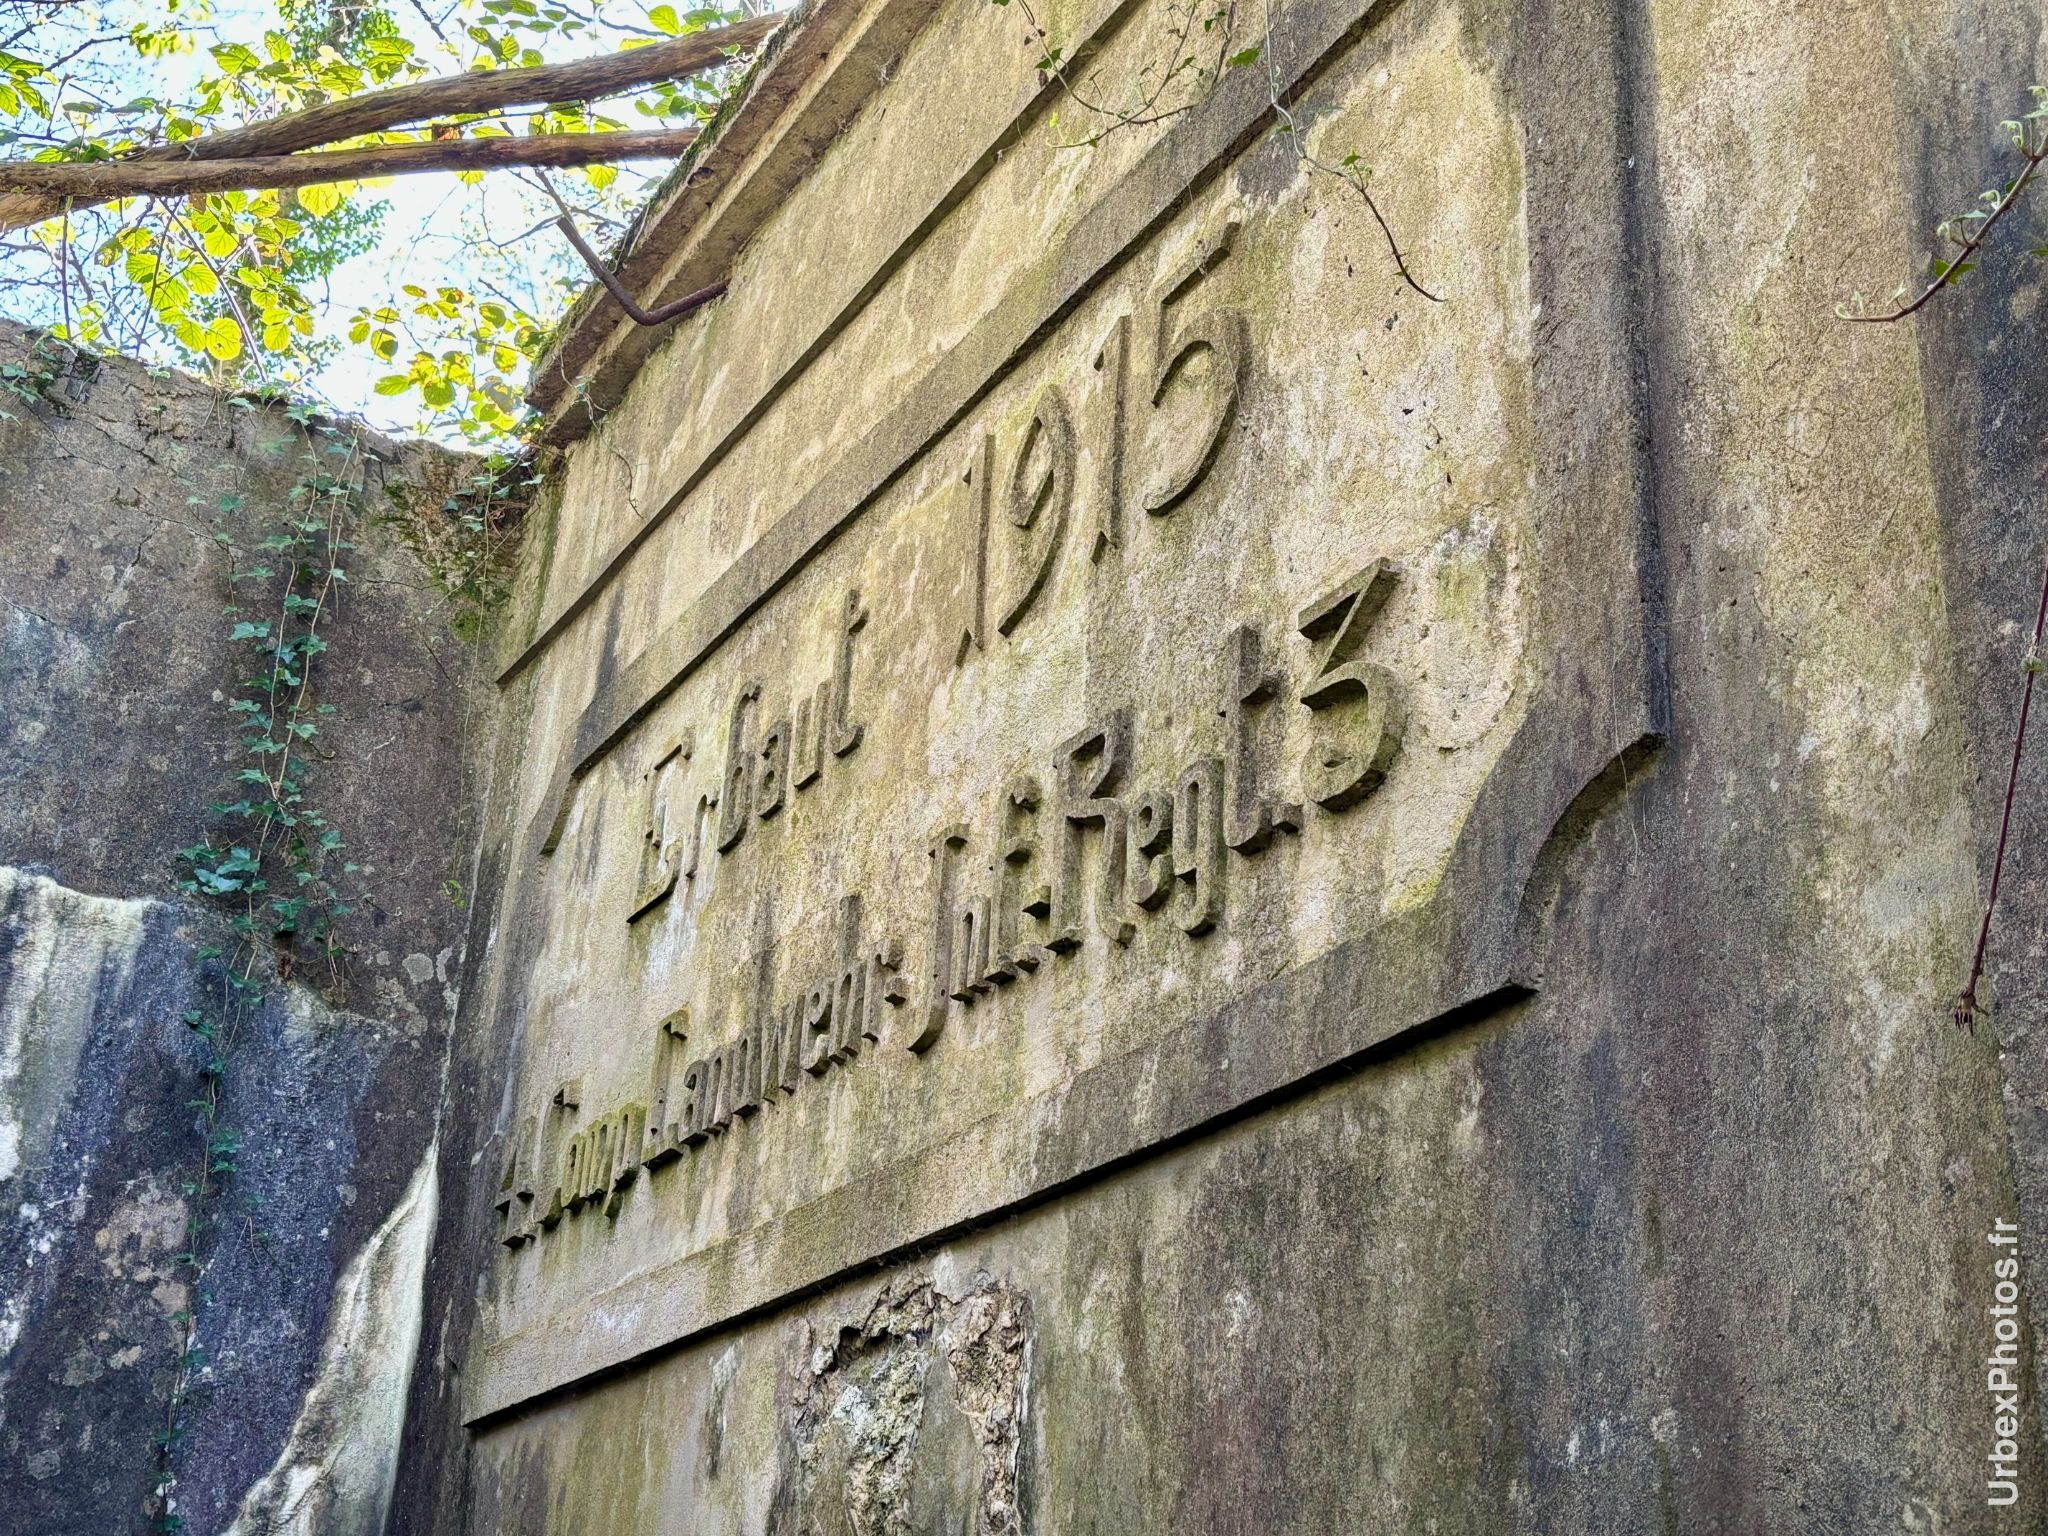 Erbaut 1915
4. Comp. Landwehr-Inf-Regt. 3
UrbexPhotos.fr